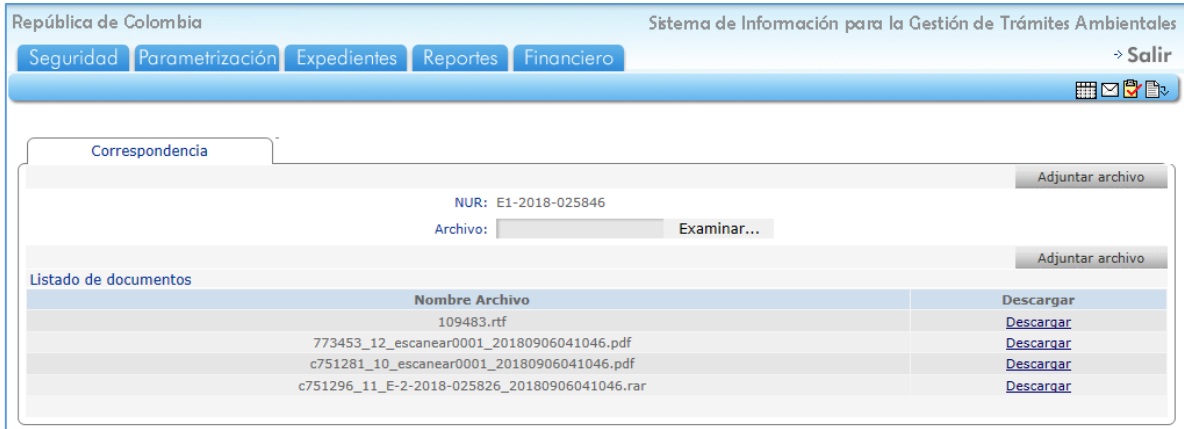 República de Colombia
Sistema de Información para la Gestión de Trámites Ambientales
Seguridad Parametrización Expedientes Reportes Financiero
Salir
Correspondencia
Adjuntar archivo
NUR: E1-2018-025846
Archivo: Examinar...
Adjuntar archivo
Listado de documentos
Nombre Archivo Descargar
109483.rtf Descargar
773453_12_escanear0001_20180906041046.pdf Descargar
c751281_10_escanear0001_20180906041046.pdf Descargar
c751296_11_E-2-2018-025826_20180906041046.rar Descargar